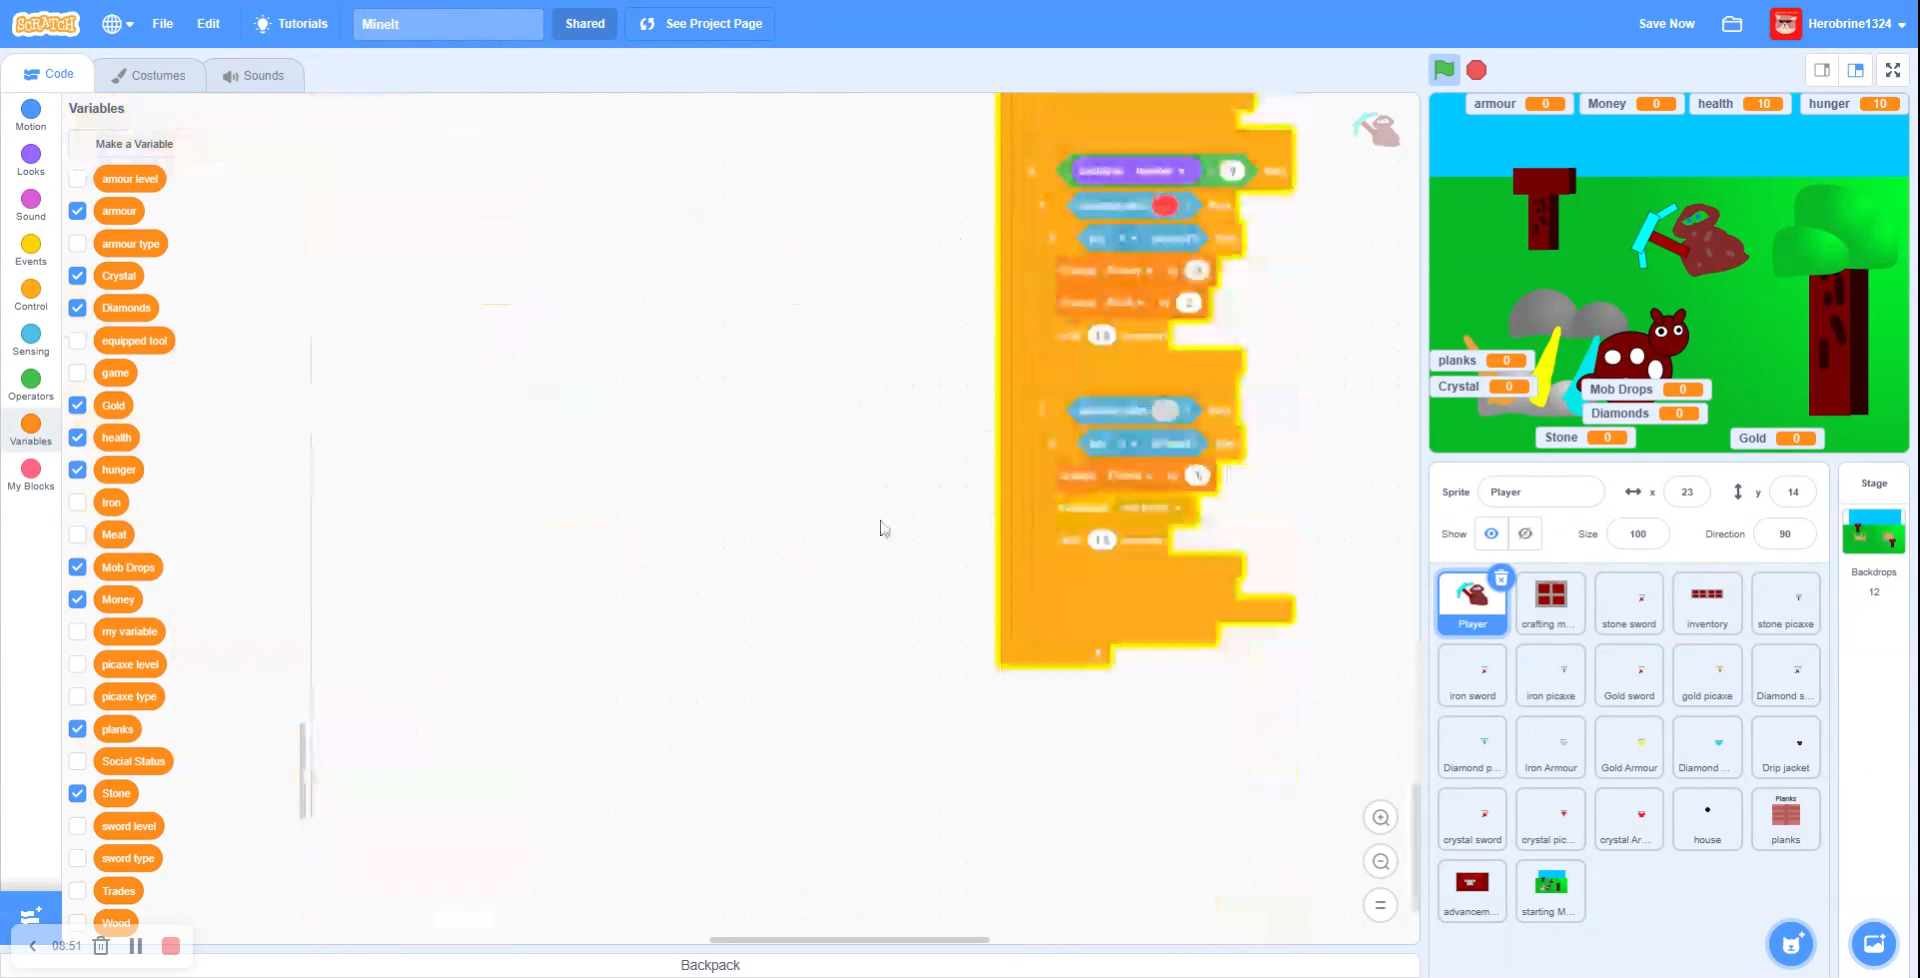 SCRATCH
File
Edit
Tutorials
MineIt
Shared
See Project Page
Save Now
Herobrine1324
Code
Costumes
Sounds
Motion
Looks
Sound
Events
Control
Sensing
Operators
Variables
My Blocks
Variables
Make a Variable
amour level
armour
armour type
Crystal
Diamonds
equipped tool
game
Gold
health
hunger
Iron
Meat
Mob Drops
Money
my variable
picaxe level
picaxe type
planks
Social Status
Stone
sword level
sword type
Trades
Wood
08:51
Backpack
armour 0
Money 0
health 10
hunger 10
planks 0
Crystal 0
Mob Drops 0
Diamonds 0
Stone 0
Gold 0
Sprite
Player
x
23
y
14
Show
Size
100
Direction
90
Stage
Backdrops
12
Player
crafting m...
stone sword
inventory
stone picaxe
iron sword
iron picaxe
Gold sword
gold picaxe
Diamond s...
Diamond p...
Iron Armour
Gold Armour
Diamond ...
Drip jacket
crystal sword
crystal pic...
crystal Ar...
house
Planks
planks
advancem...
starting M...